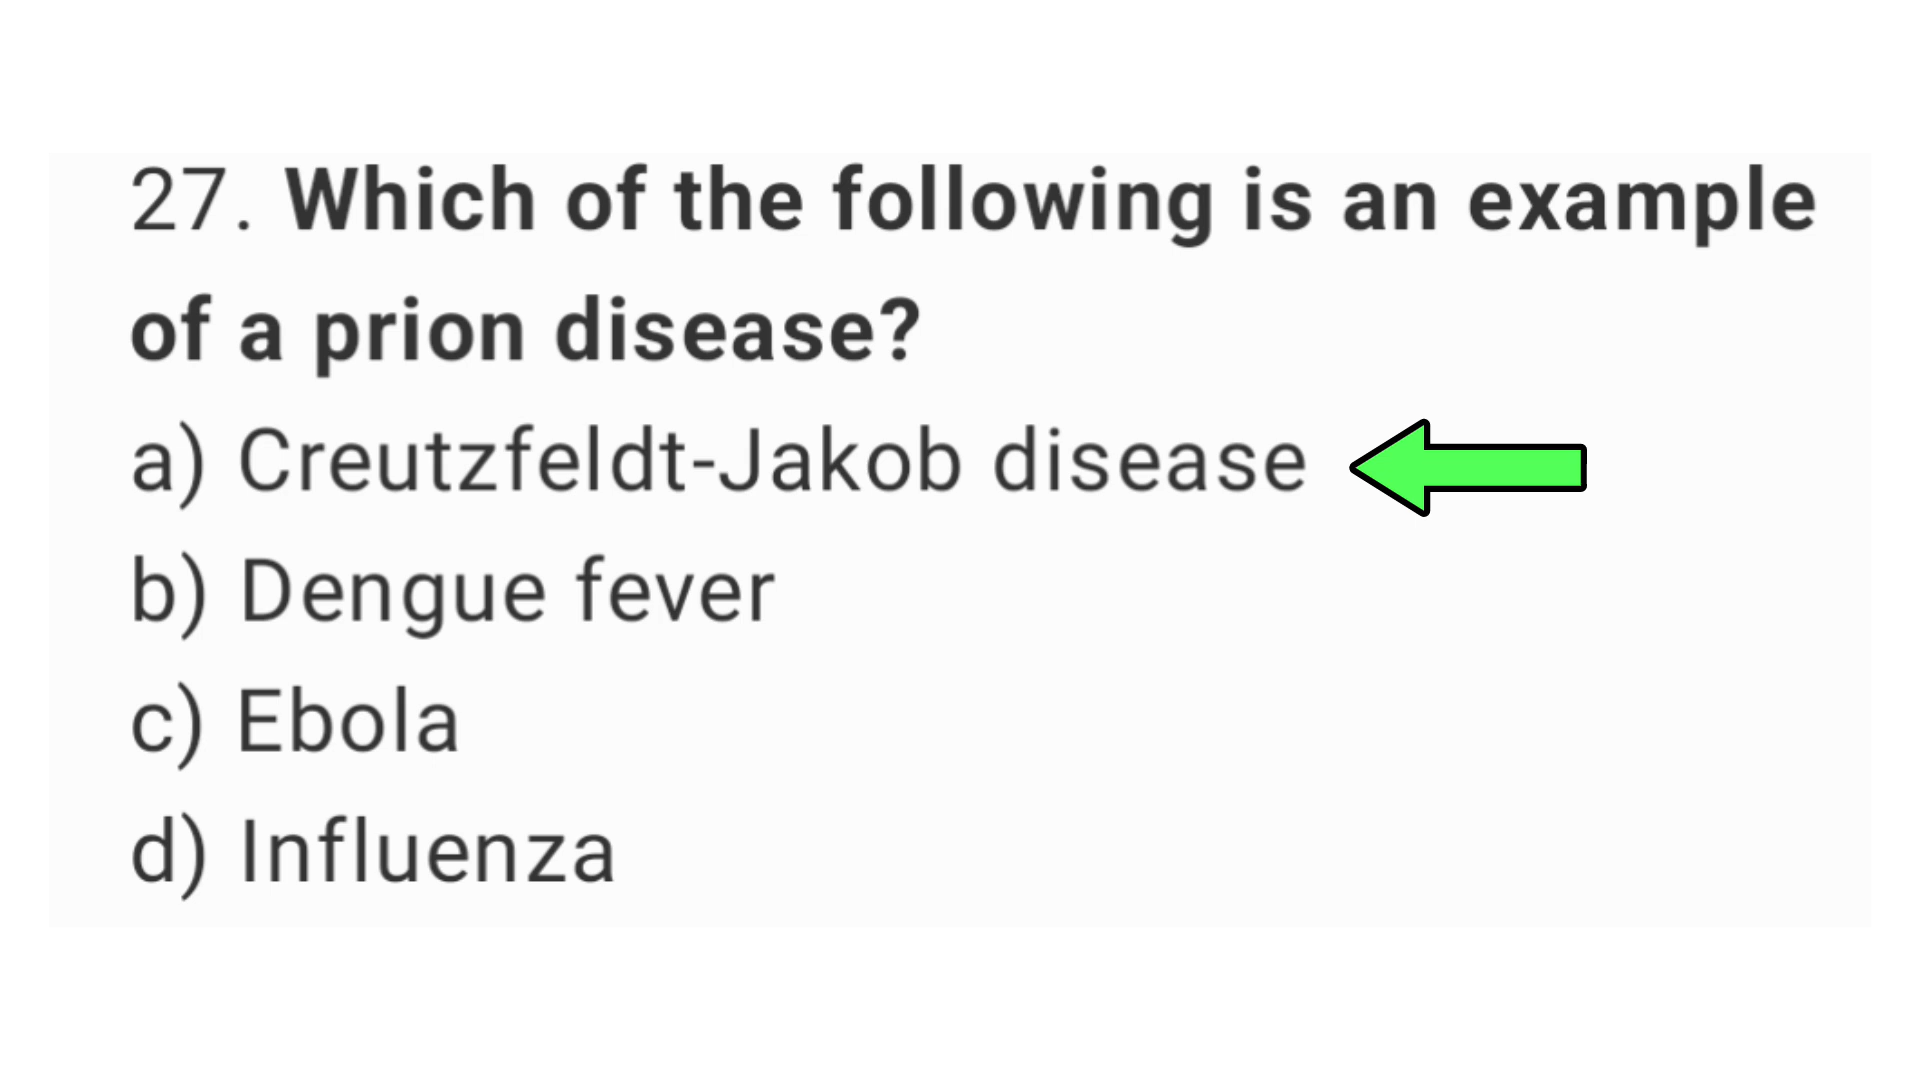 27. Which of the following is an example
of a prion disease?
a) Creutzfeldt-Jakob disease
b) Dengue fever
c) Ebola
d) Influenza